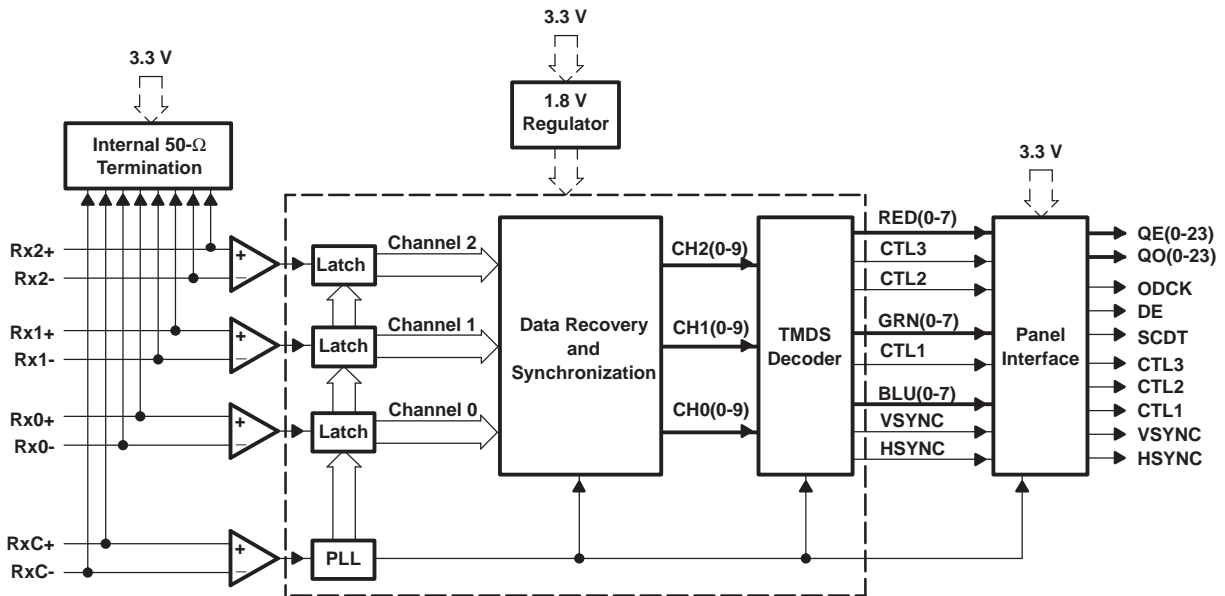 3.3 V
3.3 V
1.8 V
Regulator
Internal 50-Ω
Termination
3.3 V
Rx2+
Rx2-
+
−
Latch
Channel 2
CH2(0-9)
RED(0-7)
CTL3
CTL2
Rx1+
Rx1-
+
−
Latch
Channel 1
Data Recovery
and
Synchronization
CH1(0-9)
TMDS
Decoder
GRN(0-7)
CTL1
Panel
Interface
Rx0+
Rx0-
+
−
Latch
Channel 0
CH0(0-9)
BLU(0-7)
VSYNC
HSYNC
QE(0-23)
QO(0-23)
ODCK
DE
SCDT
CTL3
CTL2
CTL1
VSYNC
HSYNC
RxC+
RxC-
+
−
PLL